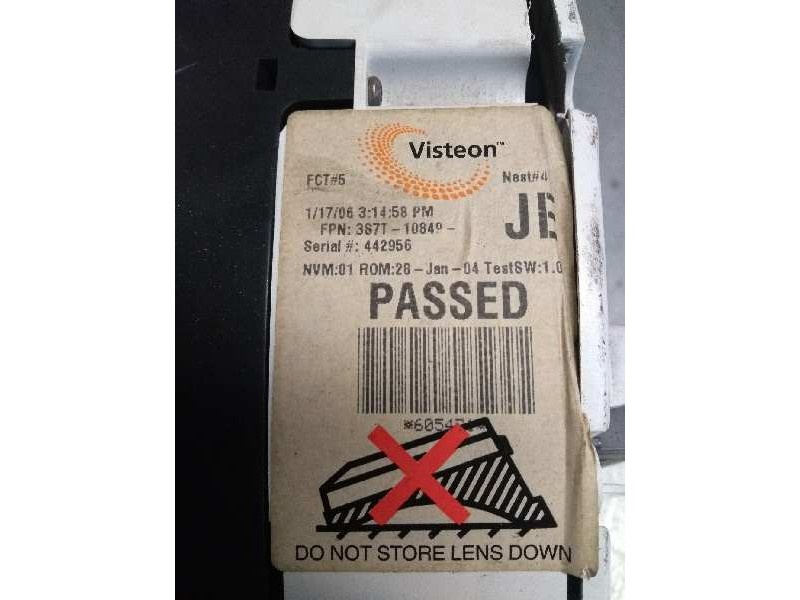 Visteon™
FCT#5 Nest#4
1/17/06 3:14:58 PM
FPN: 3S7T-10849- JE
Serial #: 442956
NVM:01 ROM:28-Jan-04 TestSW:1.0
PASSED
DO NOT STORE LENS DOWN